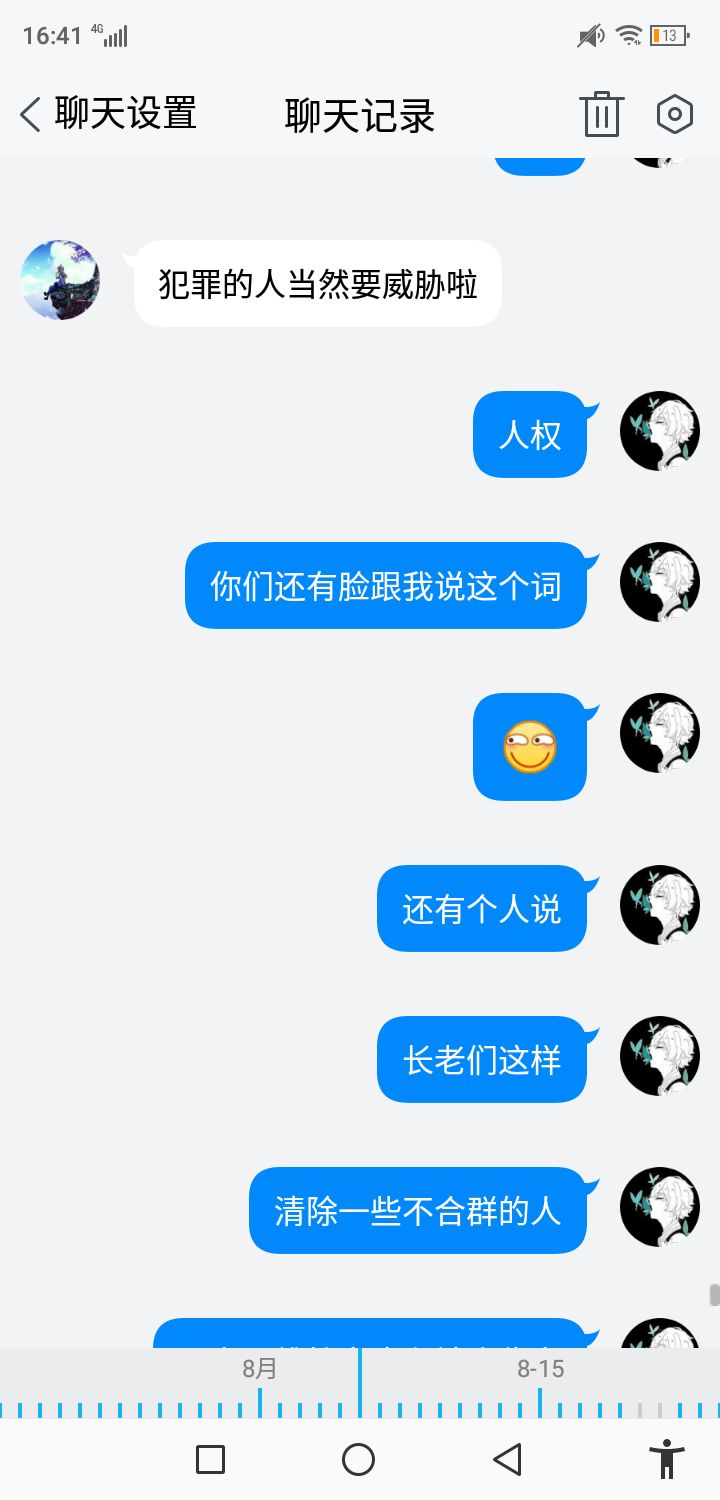 16:41 4G 13
聊天设置 聊天记录
犯罪的人当然要威胁啦
人权
你们还有脸跟我说这个词
还有个人说
长老们这样
清除一些不合群的人
8月 8-15